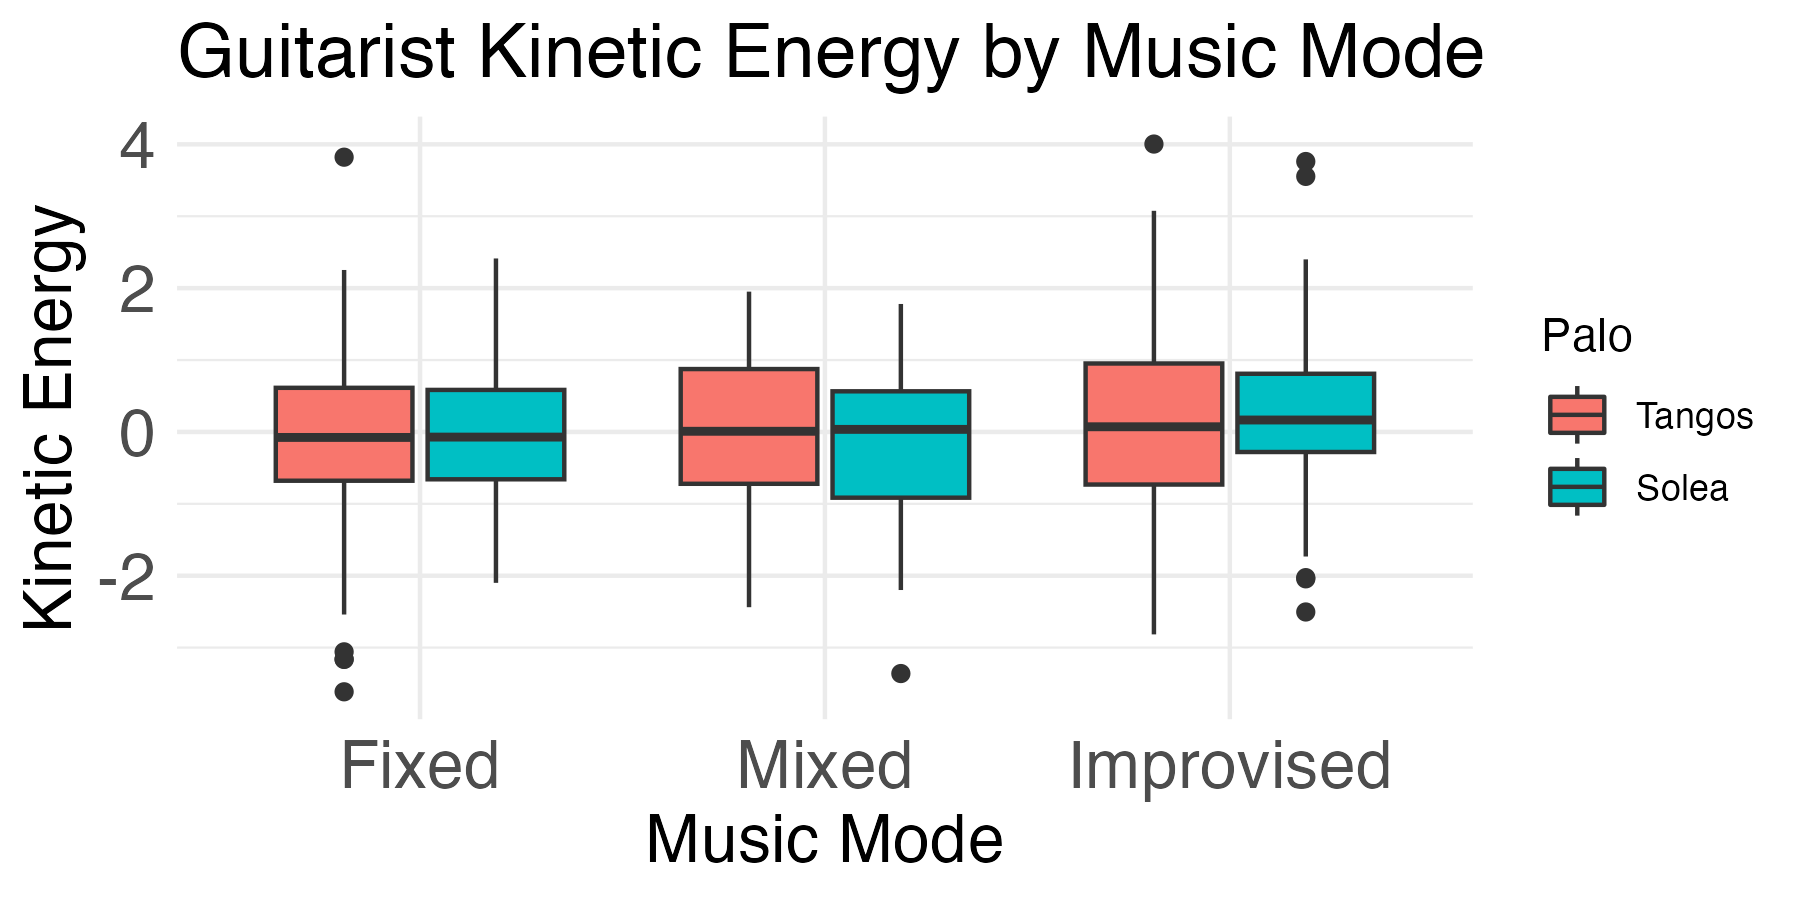 Guitarist Kinetic Energy by Music Mode
Kinetic Energy
4
2
0
-2
Fixed
Mixed
Improvised
Music Mode
Palo
Tangos
Solea